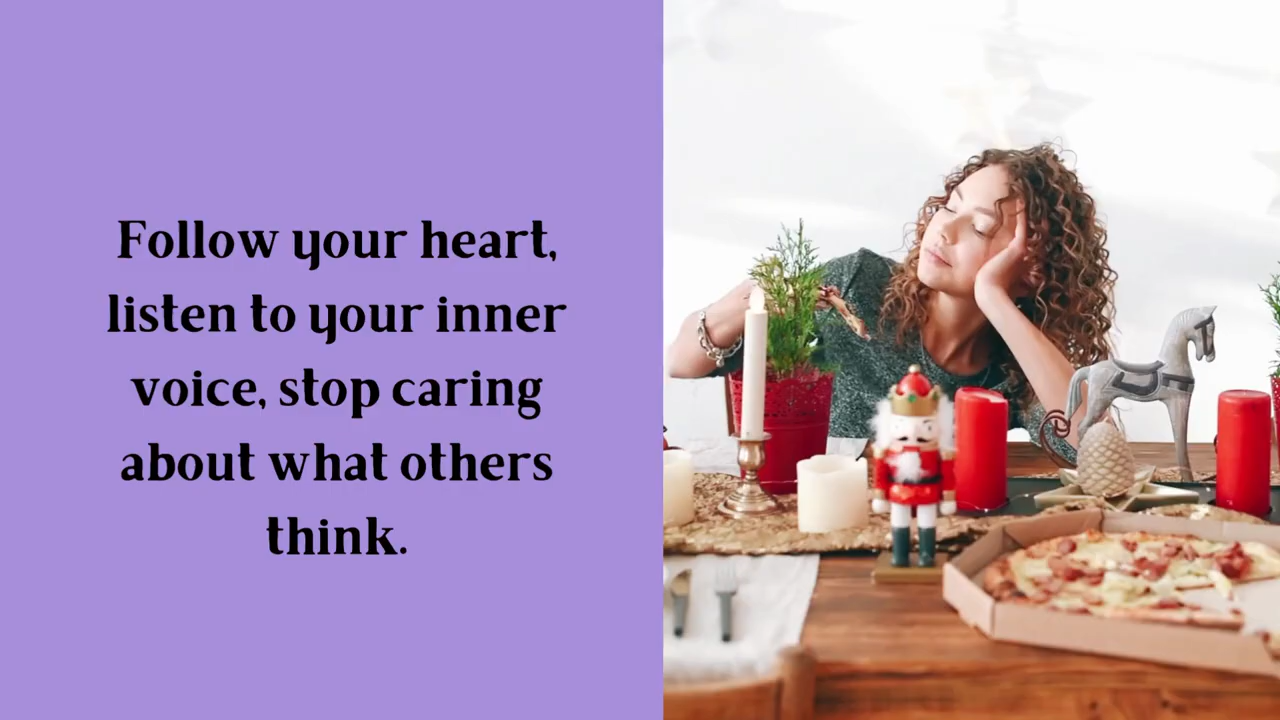 Follow your heart,
listen to your inner
voice, stop caring
about what others
think.